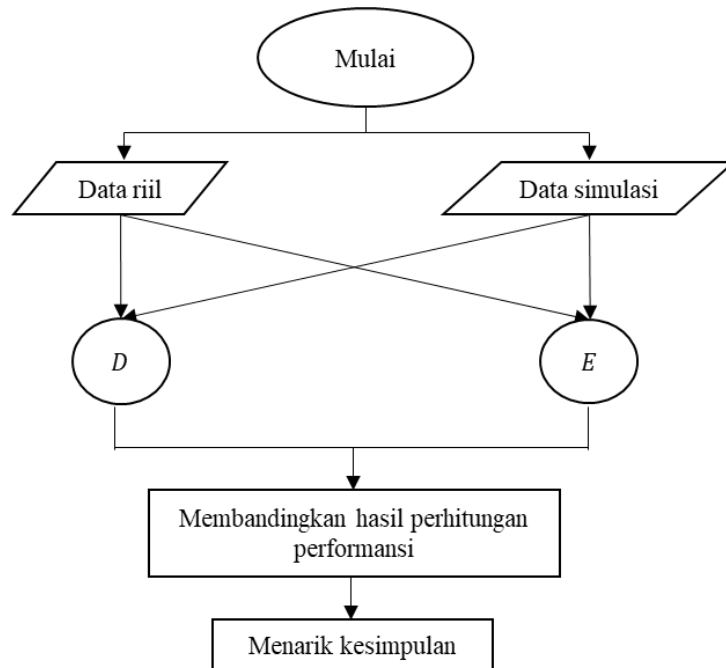 Mulai
Data riil
Data simulasi
D
E
Membandingkan hasil perhitungan
performansi
Menarik kesimpulan